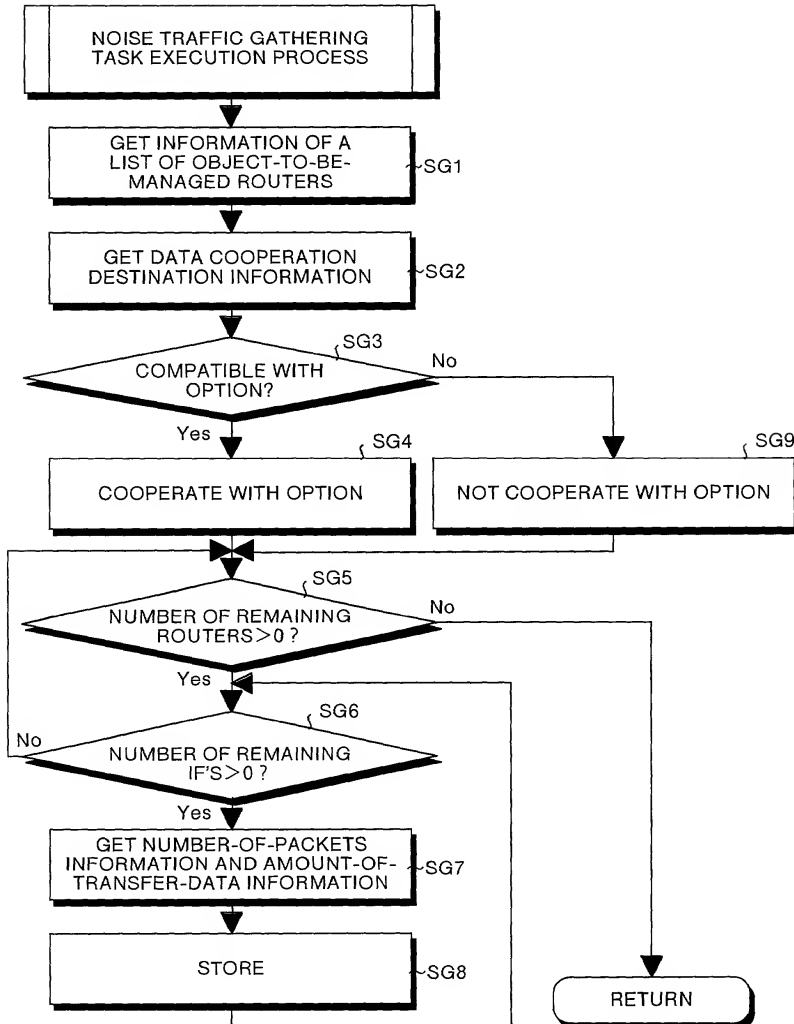 NOISE TRAFFIC GATHERING
TASK EXECUTION PROCESS
GET INFORMATION OF A
LIST OF OBJECT-TO-BE-
MANAGED ROUTERS
SG1
GET DATA COOPERATION
DESTINATION INFORMATION
SG2
SG3
COMPATIBLE WITH
OPTION?
No
Yes
SG4
COOPERATE WITH OPTION
SG9
NOT COOPERATE WITH OPTION
SG5
NUMBER OF REMAINING
ROUTERS>0 ?
No
Yes
SG6
NUMBER OF REMAINING
IF'S>0 ?
No
Yes
GET NUMBER-OF-PACKETS
INFORMATION AND AMOUNT-OF-
TRANSFER-DATA INFORMATION
SG7
STORE
SG8
RETURN